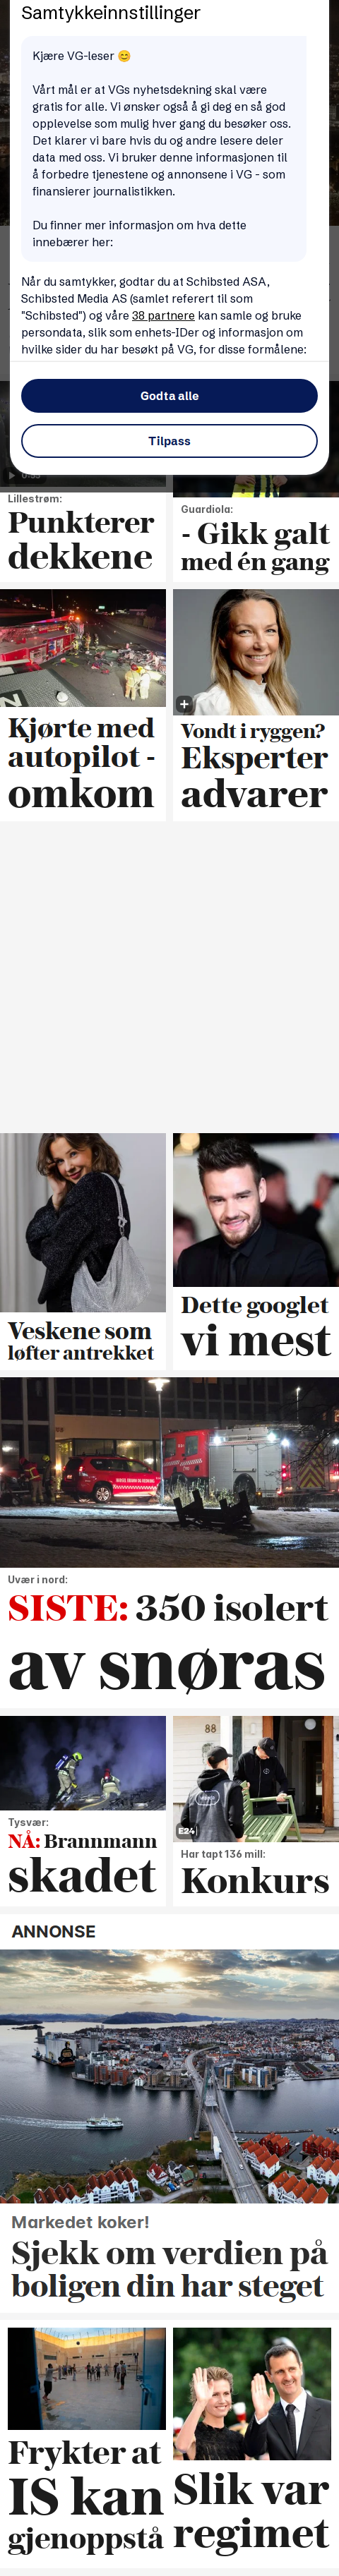 Samtykkeinnstillinger
Kjære VG-leser 😊
Vårt mål er at VGs nyhetsdekning skal være
gratis for alle. Vi ønsker også å gi deg en så god
opplevelse som mulig hver gang du besøker oss.
Det klarer vi bare hvis du og andre lesere deler
data med oss. Vi bruker denne informasjonen til
å forbedre tjenestene og annonsene i VG - som
finansierer journalistikken.
Du finner mer informasjon om hva dette
innebærer her:
Når du samtykker, godtar du at Schibsted ASA,
Schibsted Media AS (samlet referert til som
"Schibsted") og våre 38 partnere kan samle og bruke
persondata, slik som enhets-IDer og informasjon om
hvilke sider du har besøkt på VG, for disse formålene:
Godta alle
Tilpass
Lillestrøm:
Punkterer
dekkene
Guardiola:
- Gikk galt
med én gang
Kjørte med
autopilot -
omkom
Vondt i ryggen?
Eksperter
advarer
Veskene som
løfter antrekket
Dette googlet
vi mest
Uvær i nord:
SISTE: 350 isolert
av snøras
Tysvær:
NÅ: Brannmann
skadet
88
E24
Har tapt 136 mill:
Konkurs
ANNONSE
Markedet koker!
Sjekk om verdien på
boligen din har steget
Frykter at
IS kan
gjenoppstå
Slik var
regimet